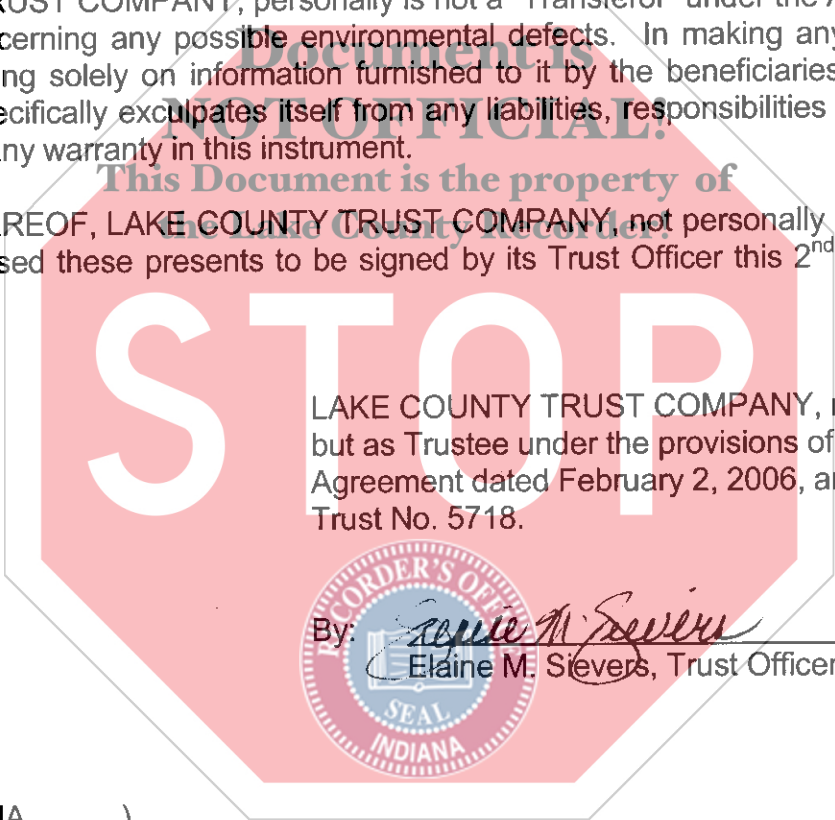 RUST COMPANY, personally is not a "Transferor" under the A
cerning any possible environmental defects. In making any
Document is
ng solely on information furnished to it by the beneficiaries
ecifically exculpates itself from any liabilities, responsibilities
NOT OFFICIAL!
ny warranty in this instrument.
This Document is the property of
the Lake County Recorder!
REOF, LAKE COUNTY TRUST COMPANY, not personally
sed these presents to be signed by its Trust Officer this 2nd
STOP
LAKE COUNTY TRUST COMPANY, n
but as Trustee under the provisions of
Agreement dated February 2, 2006, an
Trust No. 5718.
RECORDER'S OFFICE
By: Elaine M. Sievers
Elaine M. Sievers, Trust Officer
SEAL
INDIANA
NA )